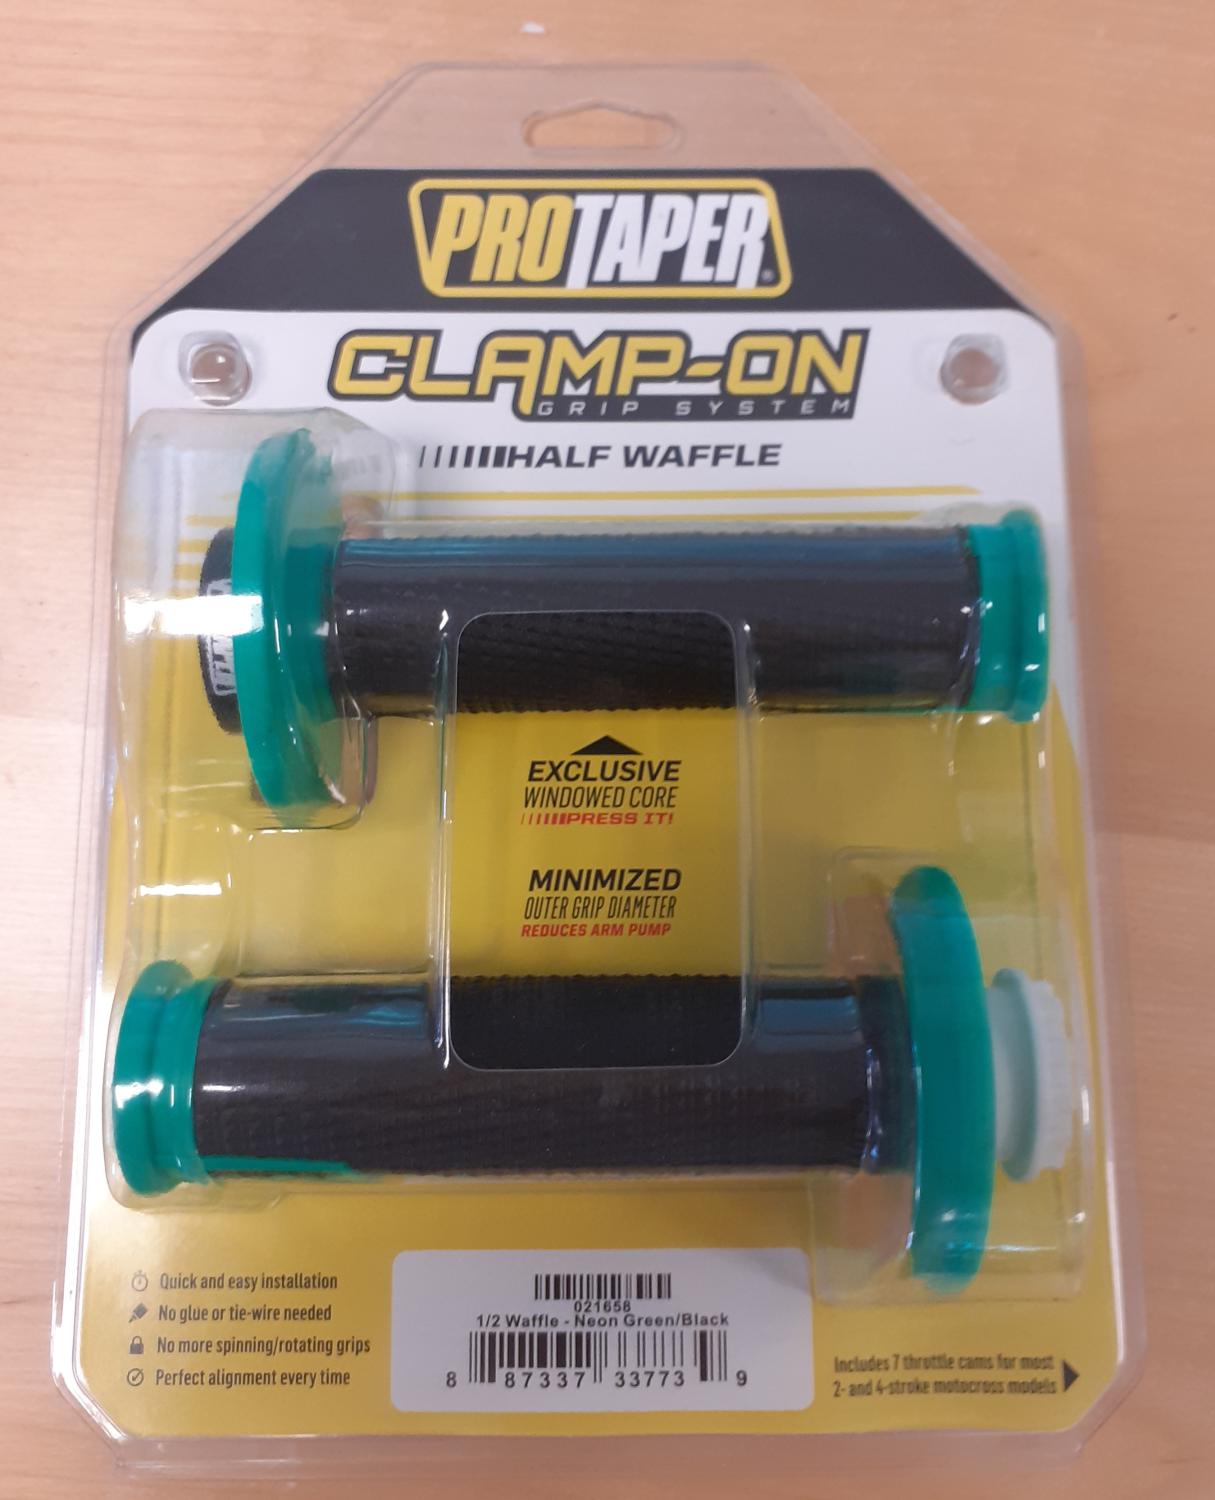 PROTAPER®
CLAMP-ON
GRIP SYSTEM
HALF WAFFLE
EXCLUSIVE
WINDOWED CORE
PRESS IT!
MINIMIZED
OUTER GRIP DIAMETER
REDUCES ARM PUMP
Quick and easy installation
No glue or tie-wire needed
No more spinning/rotating grips
Perfect alignment every time
021658
1/2 Waffle - Neon Green/Black
8 87337 33773 9
Includes 7 throttle cams for most
2- and 4-stroke motocross models